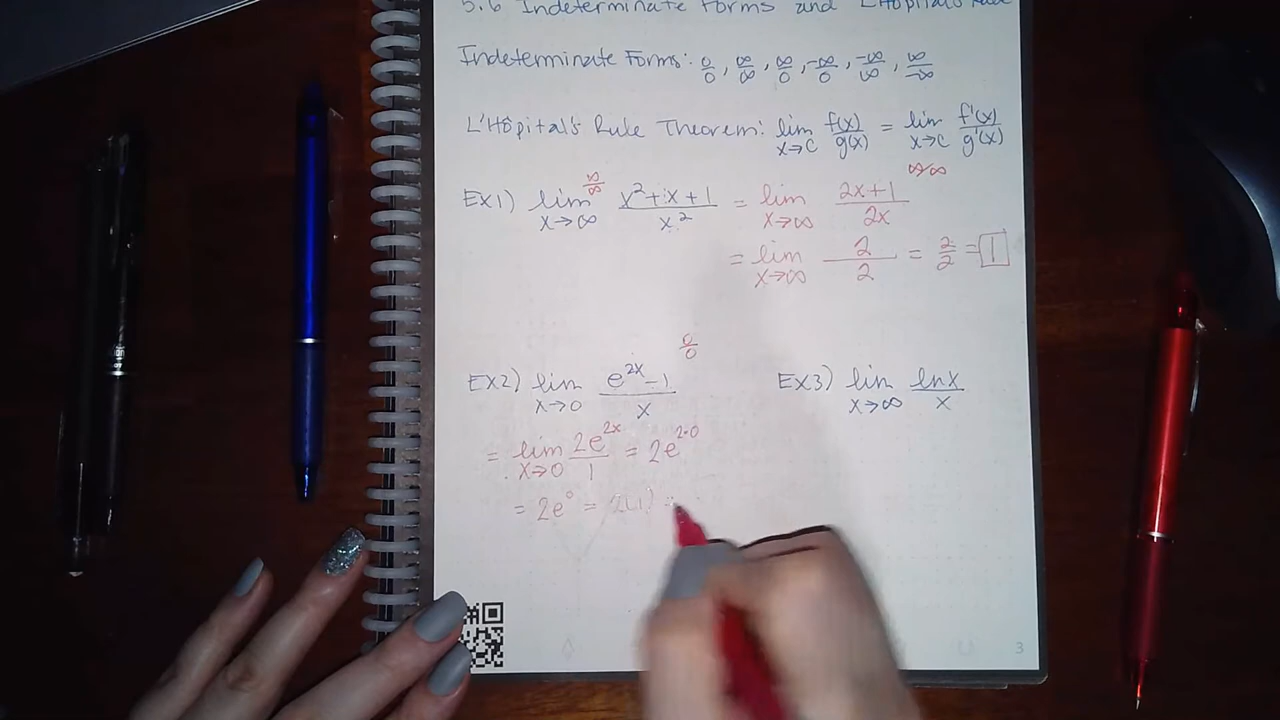 5.6 Indeterminate Forms and L'Hôpital's Rule
Indeterminate Forms: 0/0, ∞/∞, ∞/0, -∞/0, -∞/∞, ∞/-∞
L'Hôpital's Rule Theorem: lim x→c f(x)/g(x) = lim x→c f'(x)/g'(x)
∞/∞
EX1) lim x→∞ ∞/∞ x²+x+1/x² = lim x→∞ 2x+1/2x
= lim x→∞ 2/2 = 2/2 = 1
0/0
EX2) lim x→0 e^2x -1/x
EX3) lim x→∞ lnx/x
= lim x→0 2e^2x/1 = 2e^2·0
= 2e^0 = 2(1) =
3